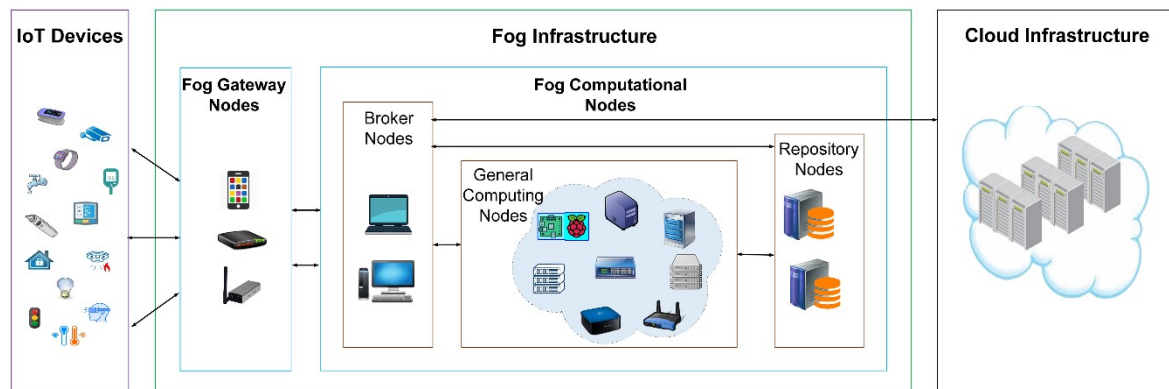 IoT Devices
Fog Infrastructure
Cloud Infrastructure
Fog Gateway
Nodes
Fog Computational
Nodes
Broker
Nodes
General
Computing
Nodes
Repository
Nodes